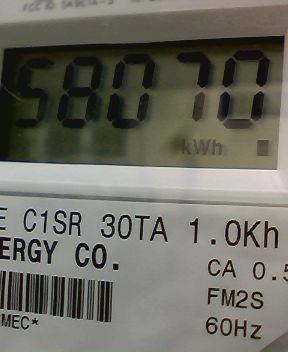 58070
kWh
E C1SR 30TA 1.0Kh
ERGY CO.
CA 0.5
FM2S
60Hz
MEC*